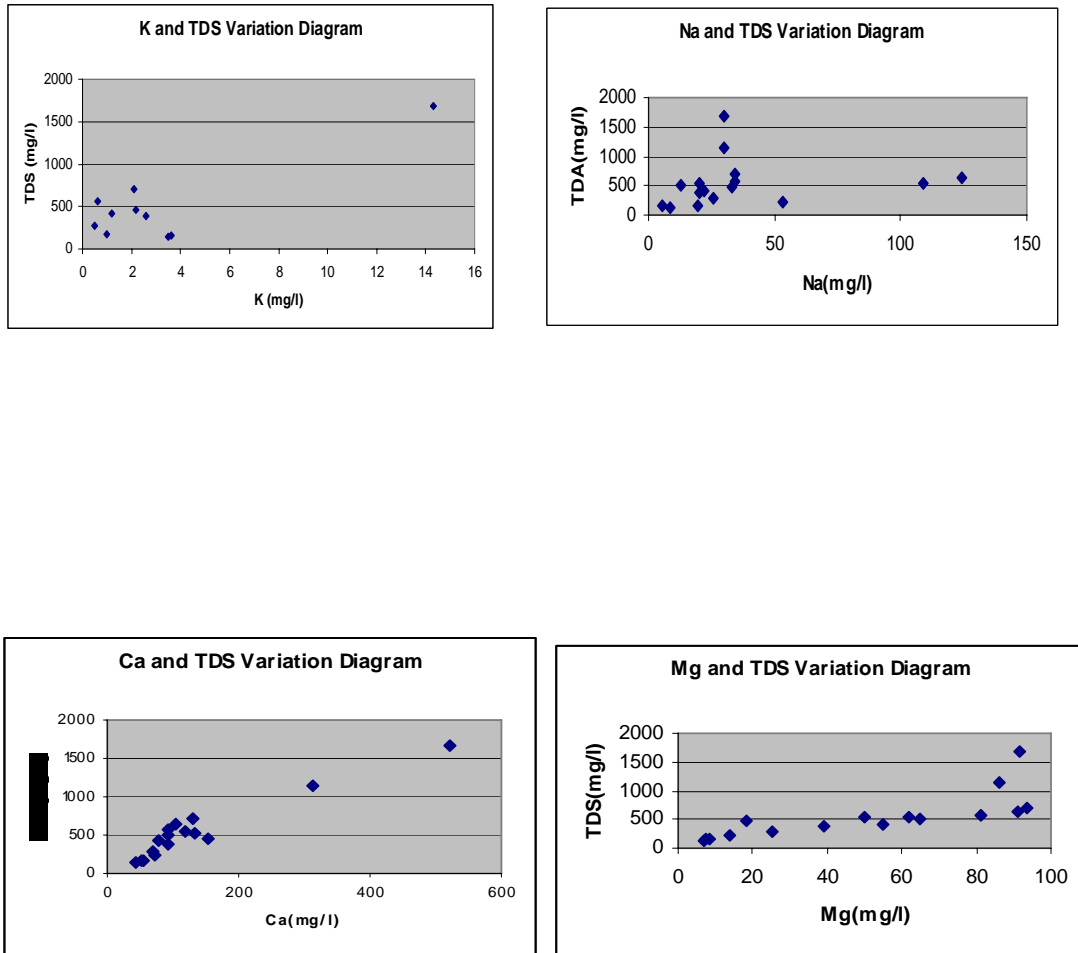 K and TDS Variation Diagram
2000
1500
1000
500
0
TDS (mg/l)
0 2 4 6 8 10 12 14 16
K (mg/l)
Na and TDS Variation Diagram
2000
1500
1000
500
0
TDA(mg/l)
0 50 100 150
Na(mg/l)
Ca and TDS Variation Diagram
2000
1500
1000
500
0
0 200 400 600
Ca(mg/l)
Mg and TDS Variation Diagram
2000
1500
1000
500
0
TDS(mg/l)
0 20 40 60 80 100
Mg(mg/l)